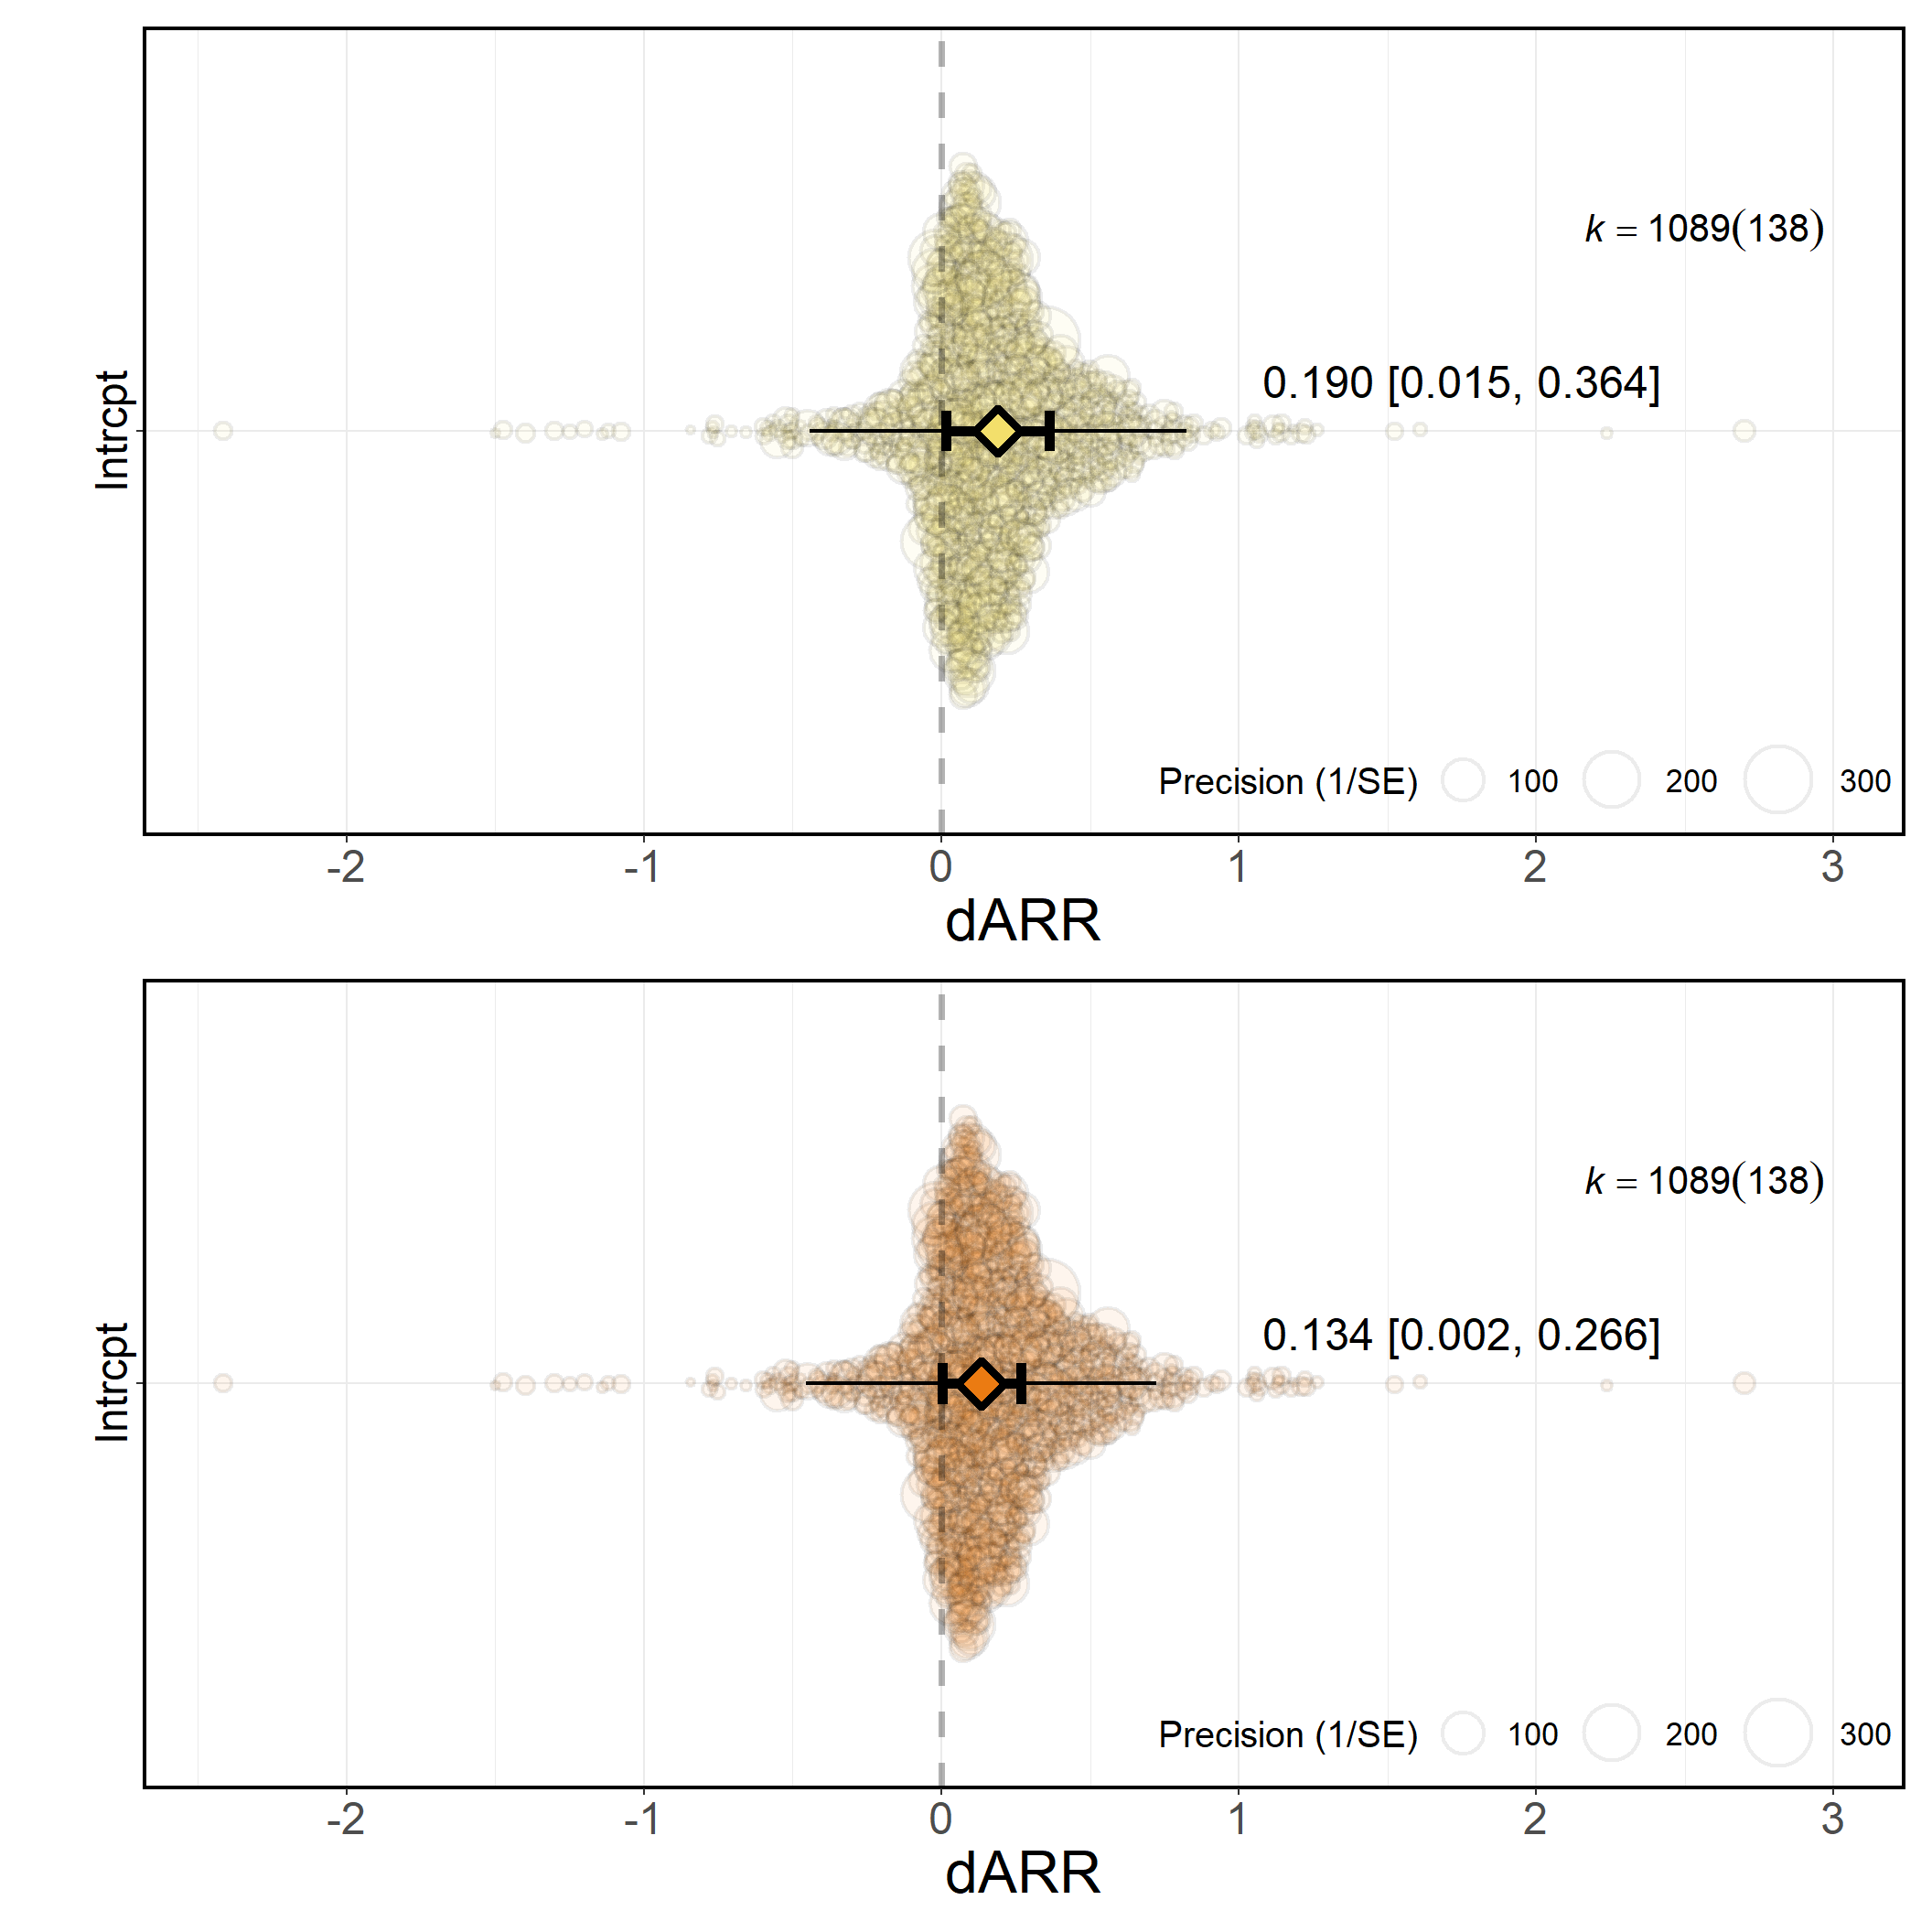 k = 1089(138)
0.190 [0.015, 0.364]
Intrcpt
Precision (1/SE) 100 200 300
-2 -1 0 1 2 3
dARR
k = 1089(138)
0.134 [0.002, 0.266]
Intrcpt
Precision (1/SE) 100 200 300
-2 -1 0 1 2 3
dARR